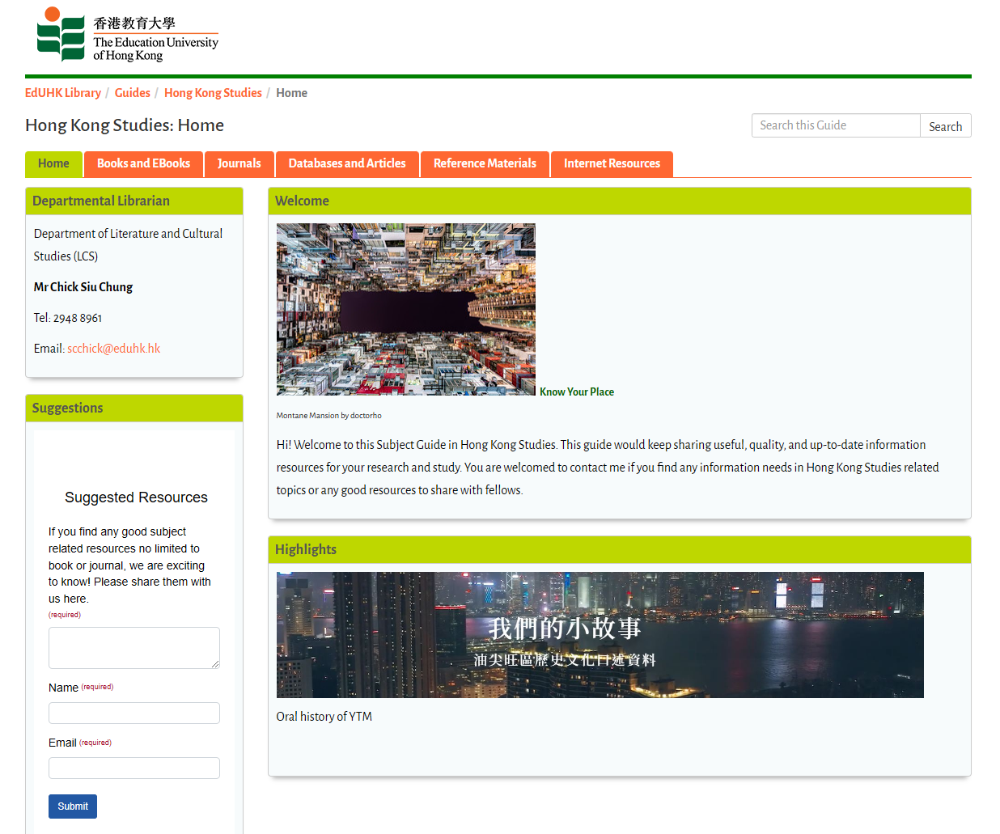 香港教育大學
The Education University
of Hong Kong
EdUHK Library / Guides / Hong Kong Studies / Home
Hong Kong Studies: Home
Search this Guide
Search
Home
Books and EBooks
Journals
Databases and Articles
Reference Materials
Internet Resources
Departmental Librarian
Department of Literature and Cultural
Studies (LCS)
Mr Chick Siu Chung
Tel: 2948 8961
Email: scchick@eduhk.hk
Suggestions
Suggested Resources
If you find any good subject
related resources no limited to
book or journal, we are exciting
to know! Please share them with
us here.
(required)
Name (required)
Email (required)
Submit
Welcome
Know Your Place
Montane Mansion by doctorho
Hi! Welcome to this Subject Guide in Hong Kong Studies. This guide would keep sharing useful, quality, and up-to-date information
resources for your research and study. You are welcomed to contact me if you find any information needs in Hong Kong Studies related
topics or any good resources to share with fellows.
Highlights
我們的小故事
油尖旺區歷史文化口述資料
Oral history of YTM